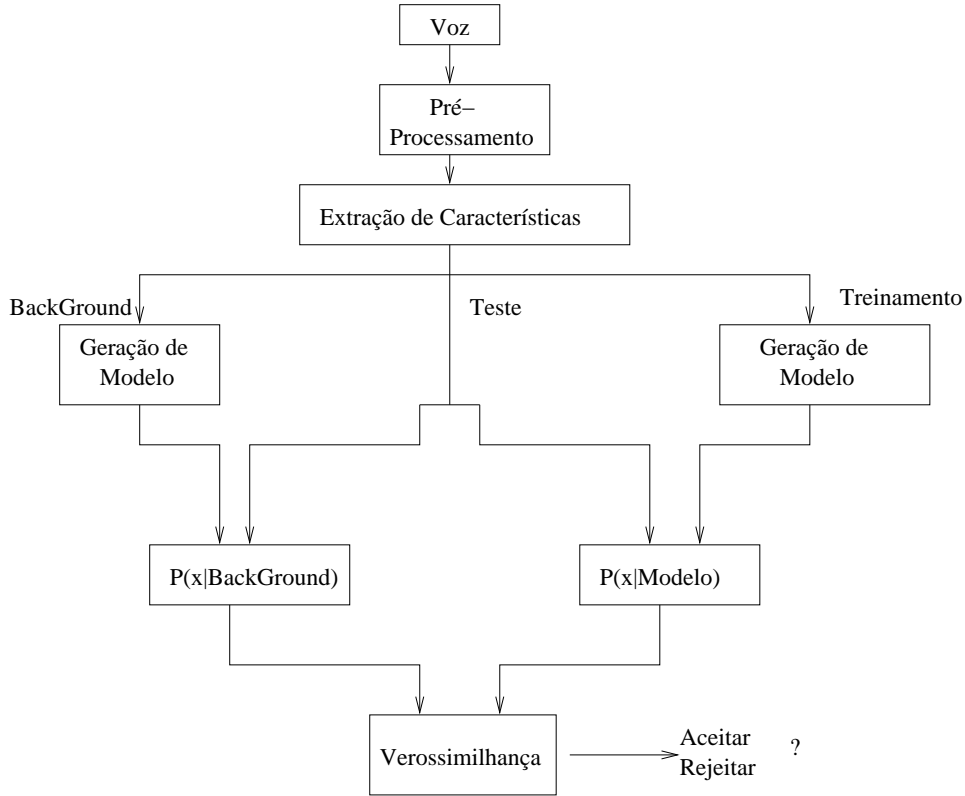 Voz
Pré−
Processamento
Extração de Características
BackGround
Teste
Treinamento
Geração de
Modelo
Geração de
Modelo
P(x|BackGround)
P(x|Modelo)
Verossimilhança
Aceitar ?
Rejeitar